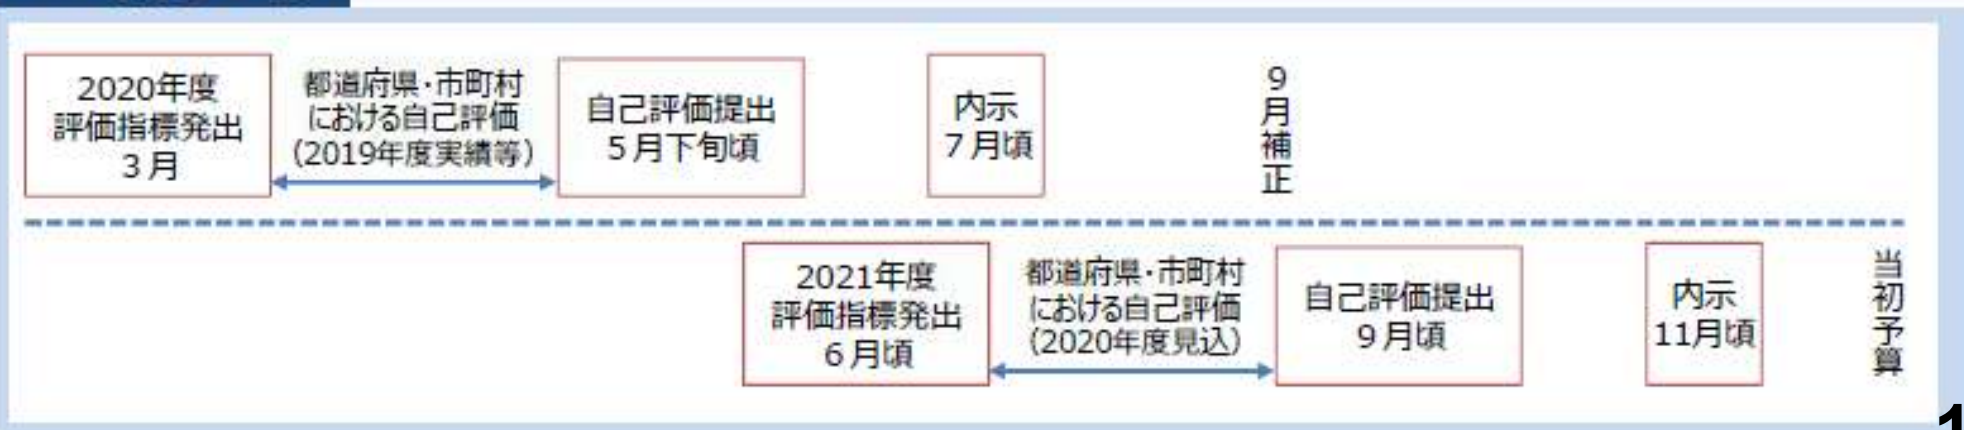 2020年度
評価指標発出
3月
都道府県・市町村
における自己評価
(2019年度実績等)
自己評価提出
5月下旬頃
内示
7月頃
9月補正
2021年度
評価指標発出
6月頃
都道府県・市町村
における自己評価
(2020年度見込)
自己評価提出
9月頃
内示
11月頃
当初予算
1